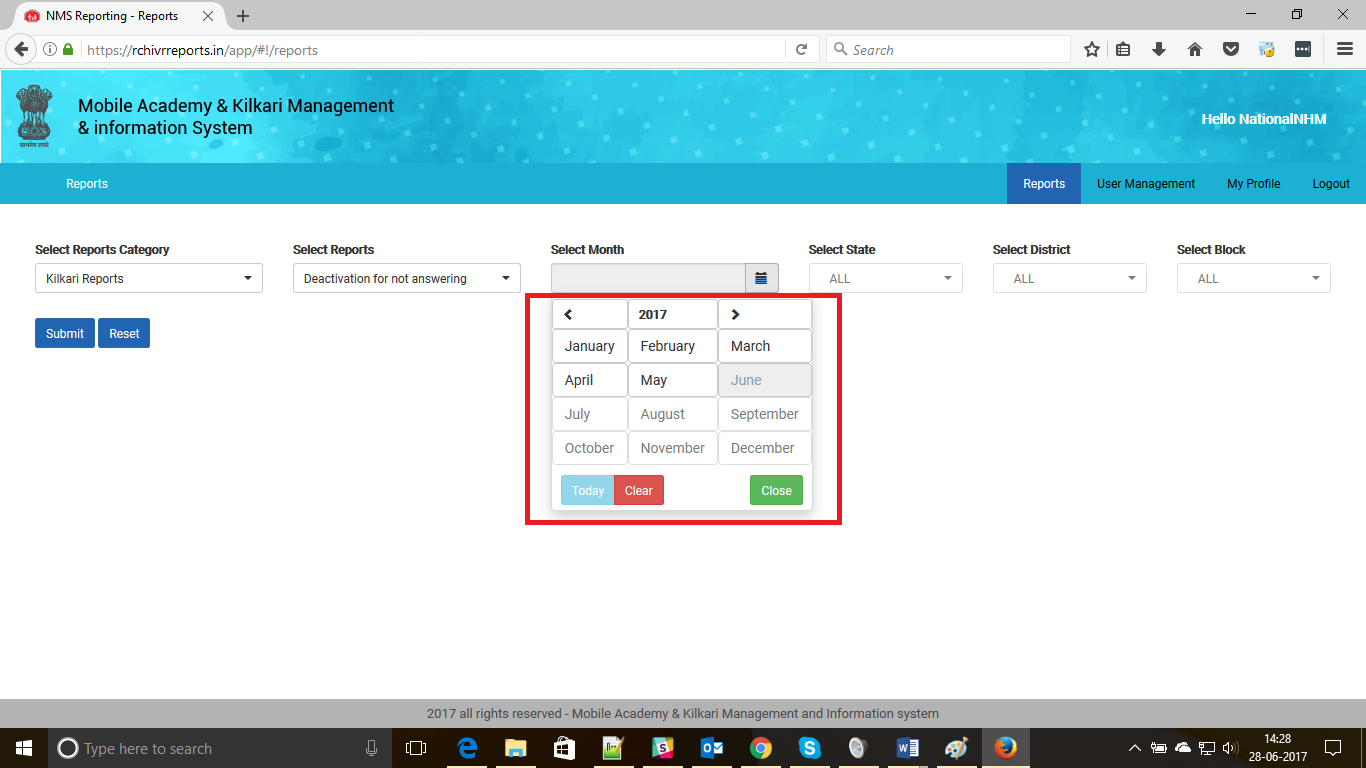 NMS Reporting - Reports
https://rchivrreports.in/app/#!/reports
Search
Mobile Academy & Kilkari Management
& information System
सत्यमेव जयते
Hello NationalNHM
Reports
Reports
User Management
My Profile
Logout
Select Reports Category
Select Reports
Select Month
Select State
Select District
Select Block
Kilkari Reports
Deactivation for not answering
ALL
ALL
ALL
Submit
Reset
2017
January
February
March
April
May
June
July
August
September
October
November
December
Today
Clear
Close
2017 all rights reserved - Mobile Academy & Kilkari Management and Information system
Type here to search
14:28
28-06-2017